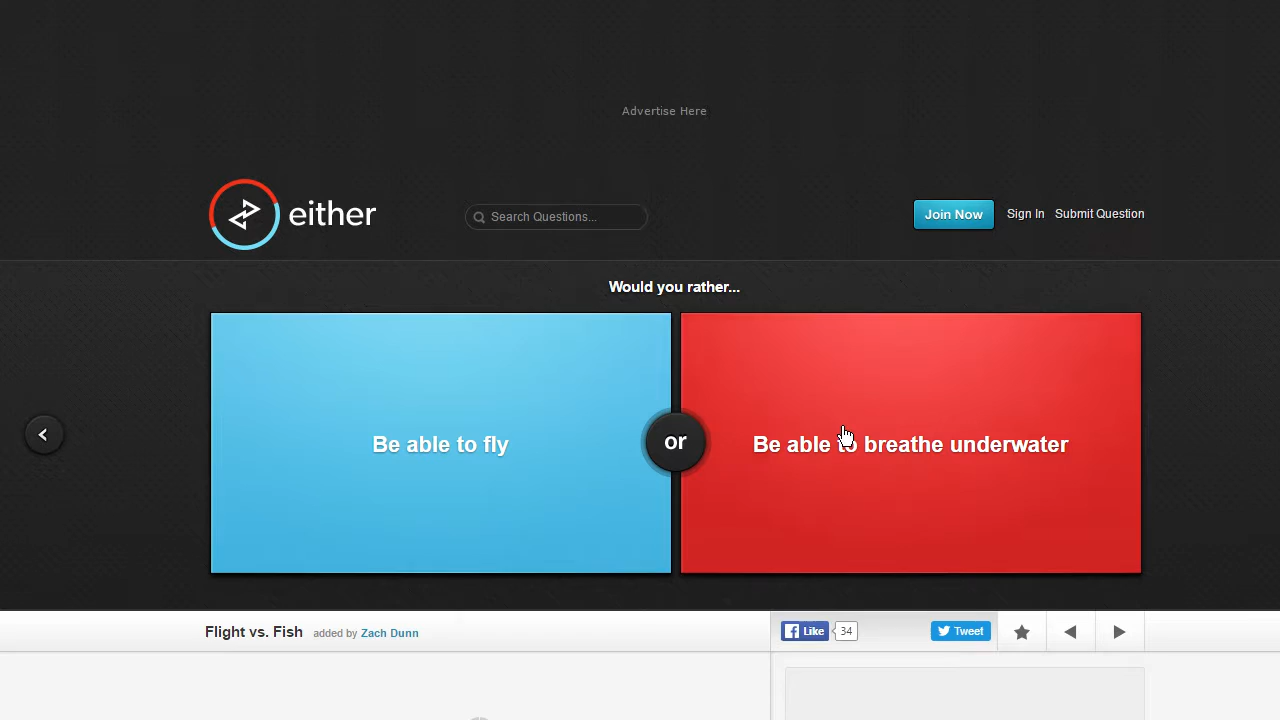 Advertise Here
either
Search Questions...
Join Now
Sign In
Submit Question
Would you rather...
Be able to fly
or
Be able to breathe underwater
Flight vs. Fish added by Zach Dunn
Like
34
Tweet